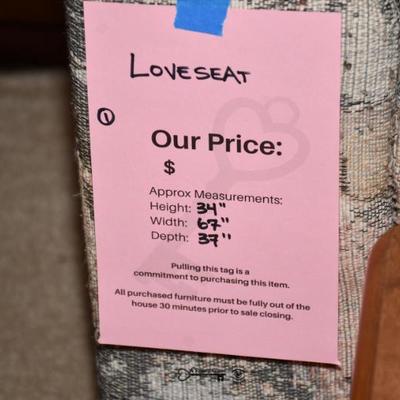 LOVESEAT
①
Our Price:
$
Approx Measurements:
Height: 34"
Width: 67"
Depth: 37"
Pulling this tag is a
commitment to purchasing this item.
All purchased furniture must be fully out of the
house 30 minutes prior to sale closing.